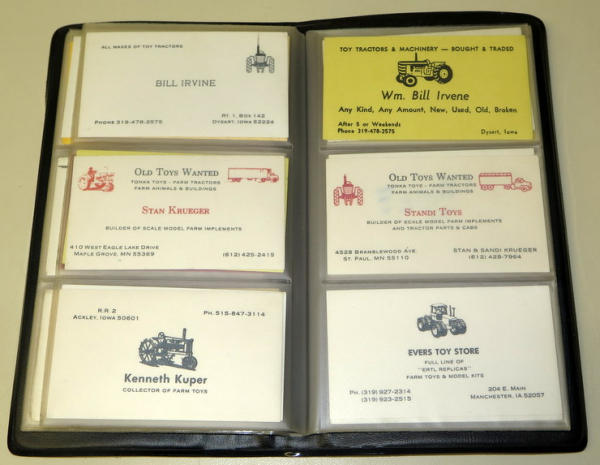 ALL MAKES OF TOY TRACTORS
BILL IRVINE
PHONE 319-478-2575
RT. 1, BOX 142
DYSART, IOWA 52224
TOY TRACTORS & MACHINERY — BOUGHT & TRADED
Wm. Bill Irvene
Any Kind, Any Amount, New, Used, Old, Broken
After 5 or Weekends
Phone 319-478-2575
Dysert, Iowa
OLD TOYS WANTED
TONKA TOYS - FARM TRACTORS
FARM ANIMALS & BUILDINGS
STAN KRUEGER
BUILDER OF SCALE MODEL FARM IMPLEMENTS
410 WEST EAGLE LAKE DRIVE
MAPLE GROVE, MN 55369
(612) 425-2415
OLD TOYS WANTED
TONKA TOYS - FARM TRACTORS
FARM ANIMALS & BUILDINGS
STANDI TOYS
BUILDER OF SCALE MODEL FARM IMPLEMENTS
AND TRACTOR PARTS & CABS
4528 BRAMBLEWOOD AVE.
ST. PAUL, MN 55110
STAN & SANDI KRUEGER
(612) 429-7964
R.R. 2
ACKLEY, IOWA 50601
PH. 515-847-3114
Kenneth Kuper
COLLECTOR OF FARM TOYS
EVERS TOY STORE
FULL LINE OF
"ERTL REPLICAS"
FARM TOYS & MODEL KITS
PH. (319) 927-2314
(319) 923-2515
204 E. MAIN
MANCHESTER, IA 52057